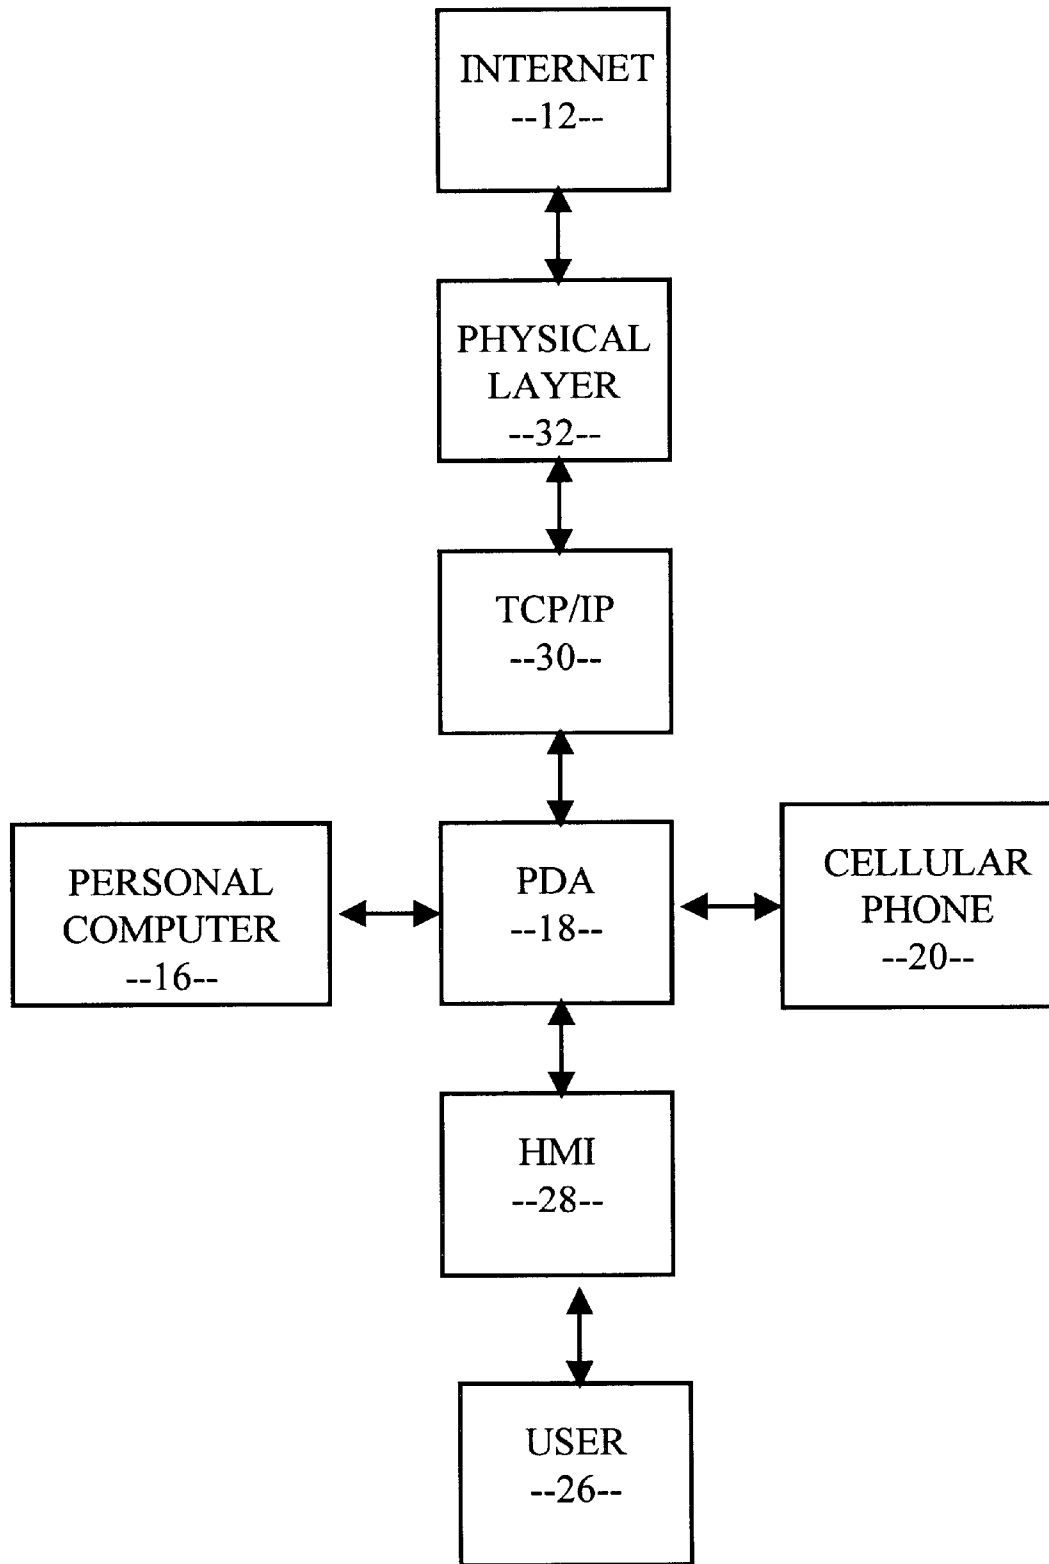 INTERNET
--12--
PHYSICAL
LAYER
--32--
TCP/IP
--30--
PERSONAL
COMPUTER
--16--
PDA
--18--
CELLULAR
PHONE
--20--
HMI
--28--
USER
--26--